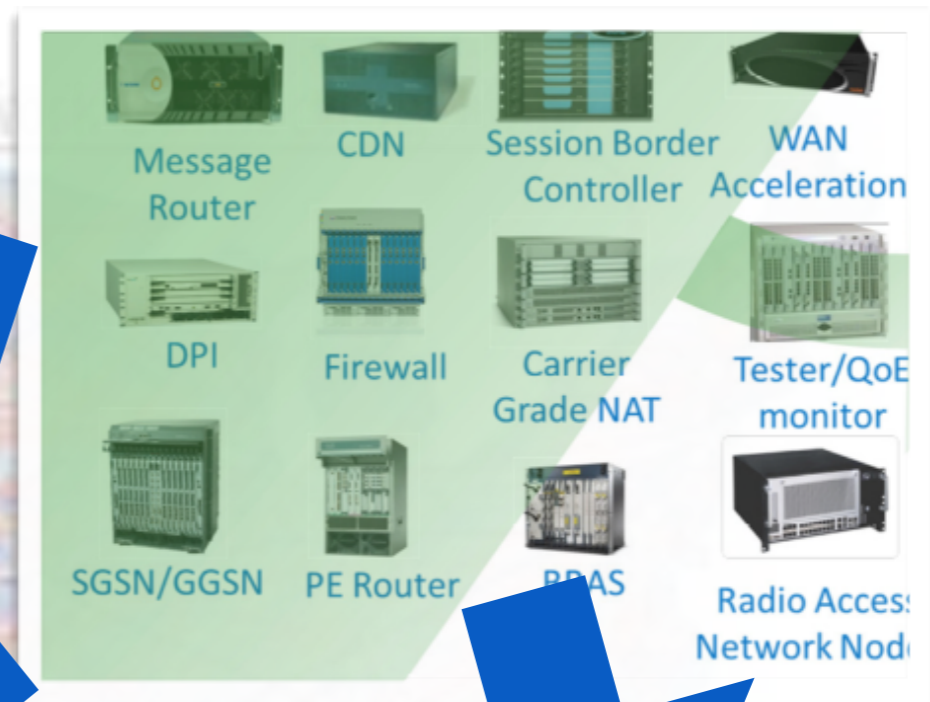 Message
Router
CDN
Session Border
Controller
WAN
Acceleration
DPI
Firewall
Carrier
Grade NAT
Tester/QoE
monitor
SGSN/GGSN
PE Router
Radio Access
Network Node